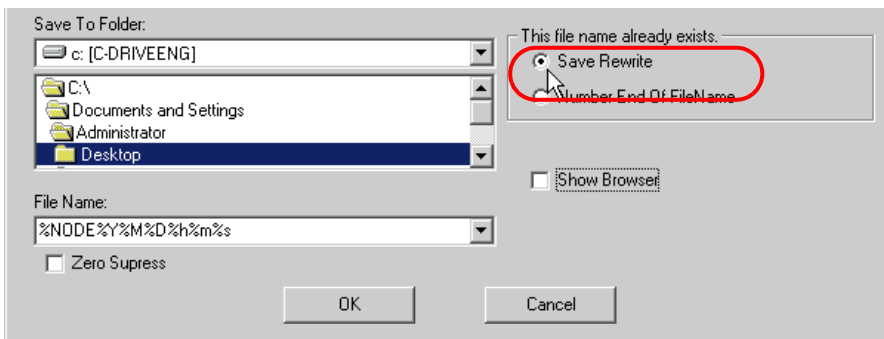 Save To Folder:
c: [C-DRIVEENG]
C:\
Documents and Settings
Administrator
Desktop
File Name:
%NODE%Y%M%D%h%m%s
Zero Supress
This file name already exists.
Save Rewrite
Number End Of FileName
Show Browser
OK
Cancel